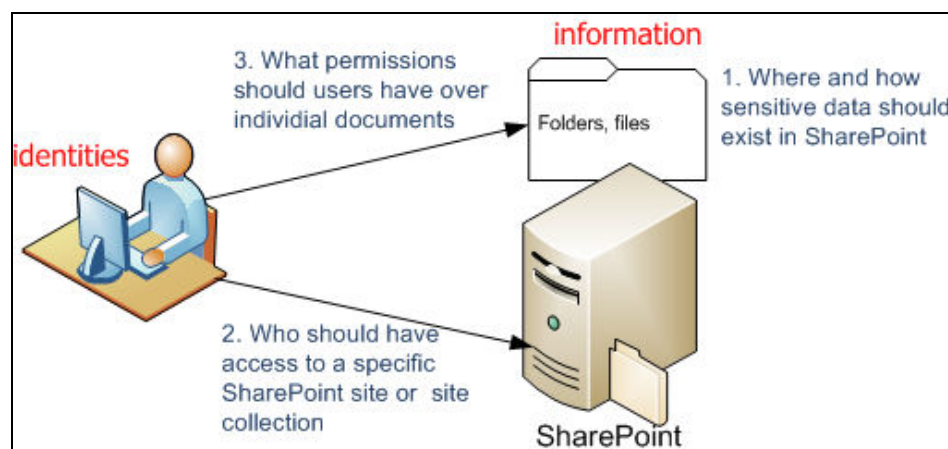 information
3. What permissions
should users have over
individial documents
1. Where and how
sensitive data should
exist in SharePoint
Folders, files
identities
2. Who should have
access to a specific
SharePoint site or  site
collection
SharePoint